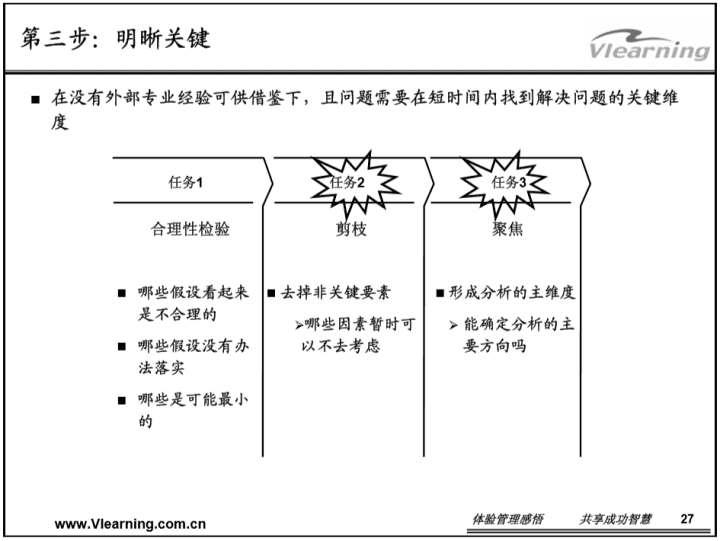 第三步：明晰关键
Vlearning
■ 在没有外部专业经验可供借鉴下，且问题需要在短时间内找到解决问题的关键维
度
任务1
任务2
任务3
合理性检验
剪枝
聚焦
■ 哪些假设看起来
是不合理的
■ 哪些假设没有办
法落实
■ 哪些是可能最小
的
■ 去掉非关键要素
➢哪些因素暂时可
以不去考虑
■ 形成分析的主维度
➢ 能确定分析的主
要方向吗
www.Vlearning.com.cn
体验管理感悟 共享成功智慧 27